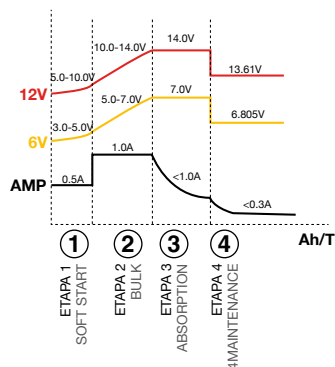 14.0V
10.0-14.0V
5.0-10.0V
13.61V
12V
7.0V
5.0-7.0V
3.0-5.0V
6.805V
6V
1.0A
0.5A
<1.0A
AMP
<0.3A
Ah/T
1
2
3
4
ETAPA 1
SOFT START
ETAPA 2
BULK
ETAPA 3
ABSORPTION
ETAPA 4
4MAINTENANCE